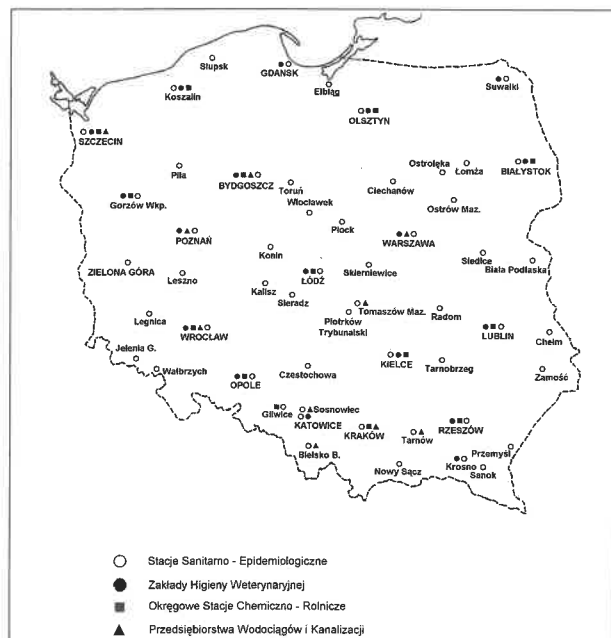 Słupsk
GDAŃSK
Koszalin
Elbląg
Suwałki
OLSZTYN
SZCZECIN
Ostrołęka
Łomża
BIAŁYSTOK
Piła
BYDGOSZCZ
Toruń
Ciechanów
Włocławek
Ostrów Maz.
Gorzów Wkp.
Płock
POZNAŃ
WARSZAWA
Konin
Siedlce
ZIELONA GÓRA
Leszno
ŁÓDŹ
Skierniewice
Biała Podlaska
Kalisz
Sieradz
Legnica
Piotrków
Trybunalski
Tomaszów Maz.
Radom
WROCŁAW
LUBLIN
Chełm
Jelenia G.
Wałbrzych
Częstochowa
KIELCE
Tarnobrzeg
Zamość
OPOLE
Gliwice
Sosnowiec
KATOWICE
KRAKÓW
Tarnów
RZESZÓW
Przemyśl
Bielsko B.
Nowy Sącz
Krosno
Sanok
Stacje Sanitarno - Epidemiologiczne
Zakłady Higieny Weterynaryjnej
Okręgowe Stacje Chemiczno - Rolnicze
Przedsiębiorstwa Wodociągów i Kanalizacji